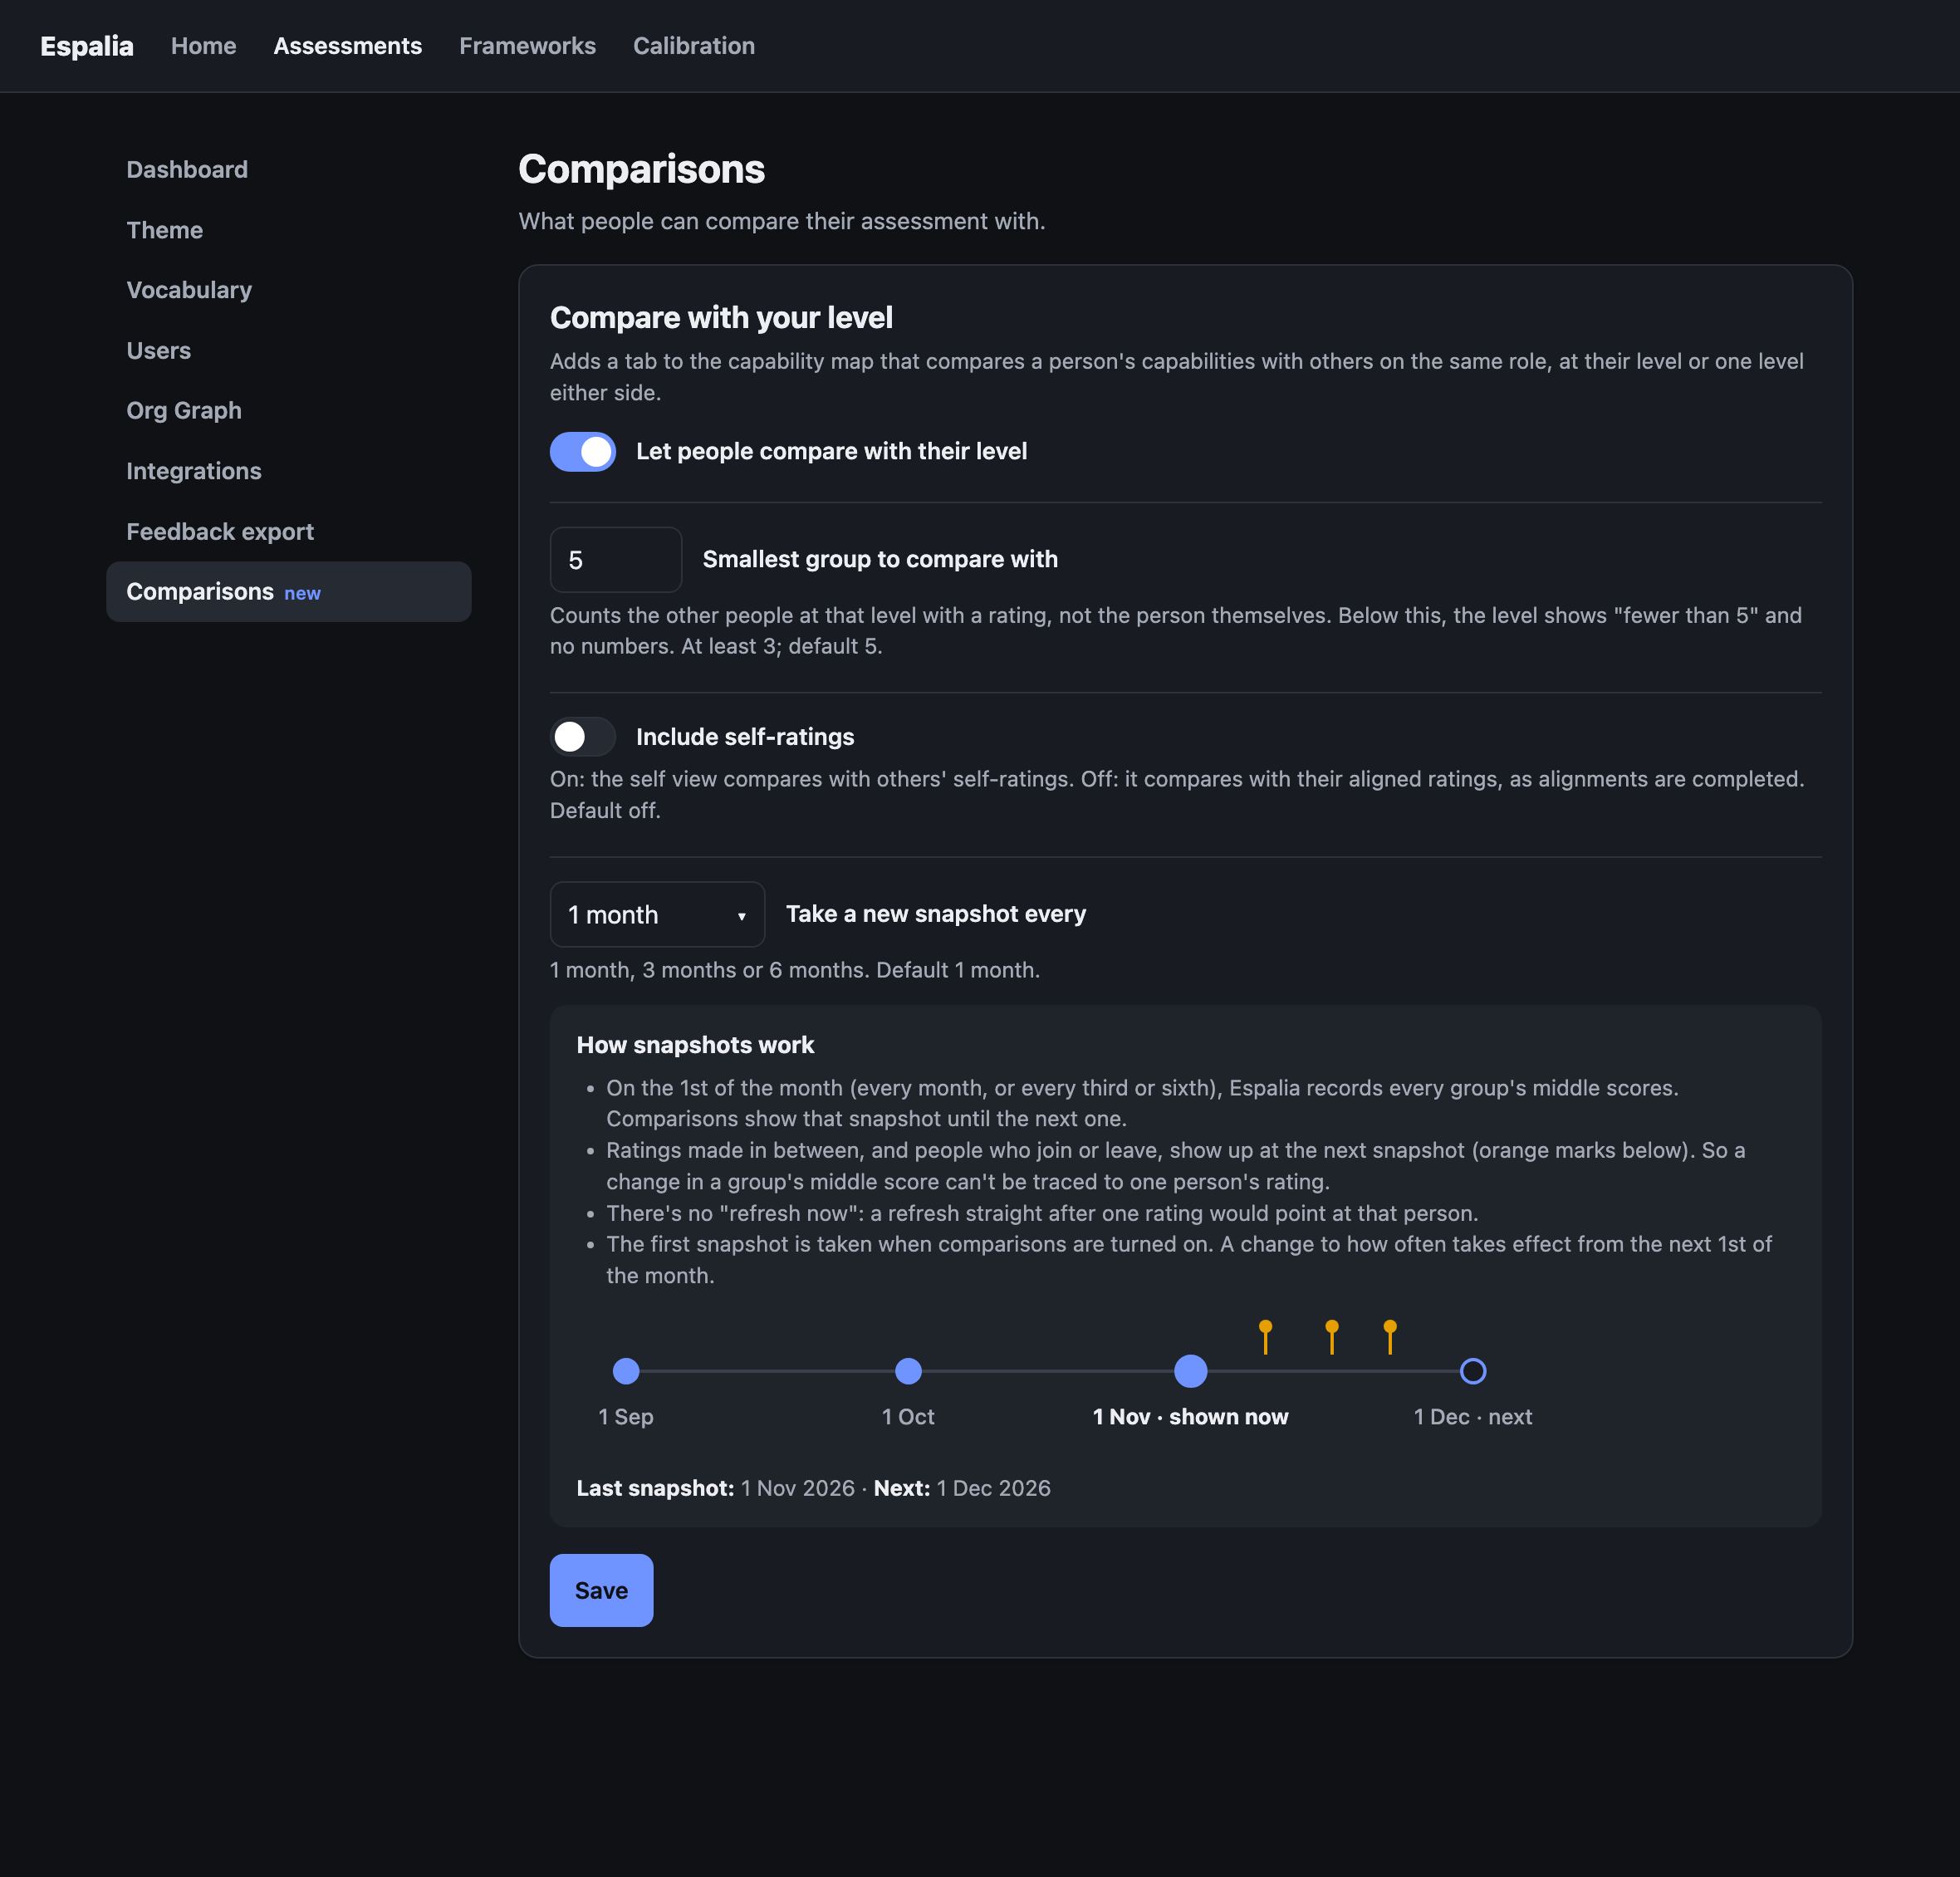 Espalia Home Assessments Frameworks Calibration
Dashboard
Theme
Vocabulary
Users
Org Graph
Integrations
Feedback export
Comparisons new
Comparisons
What people can compare their assessment with.
Compare with your level
Adds a tab to the capability map that compares a person's capabilities with others on the same role, at their level or one level
either side.
Let people compare with their level
5 Smallest group to compare with
Counts the other people at that level with a rating, not the person themselves. Below this, the level shows "fewer than 5" and
no numbers. At least 3; default 5.
Include self-ratings
On: the self view compares with others' self-ratings. Off: it compares with their aligned ratings, as alignments are completed.
Default off.
1 month ▾ Take a new snapshot every
1 month, 3 months or 6 months. Default 1 month.
How snapshots work
• On the 1st of the month (every month, or every third or sixth), Espalia records every group's middle scores.
Comparisons show that snapshot until the next one.
• Ratings made in between, and people who join or leave, show up at the next snapshot (orange marks below). So a
change in a group's middle score can't be traced to one person's rating.
• There's no "refresh now": a refresh straight after one rating would point at that person.
• The first snapshot is taken when comparisons are turned on. A change to how often takes effect from the next 1st of
the month.
1 Sep 1 Oct 1 Nov · shown now 1 Dec · next
Last snapshot: 1 Nov 2026 · Next: 1 Dec 2026
Save